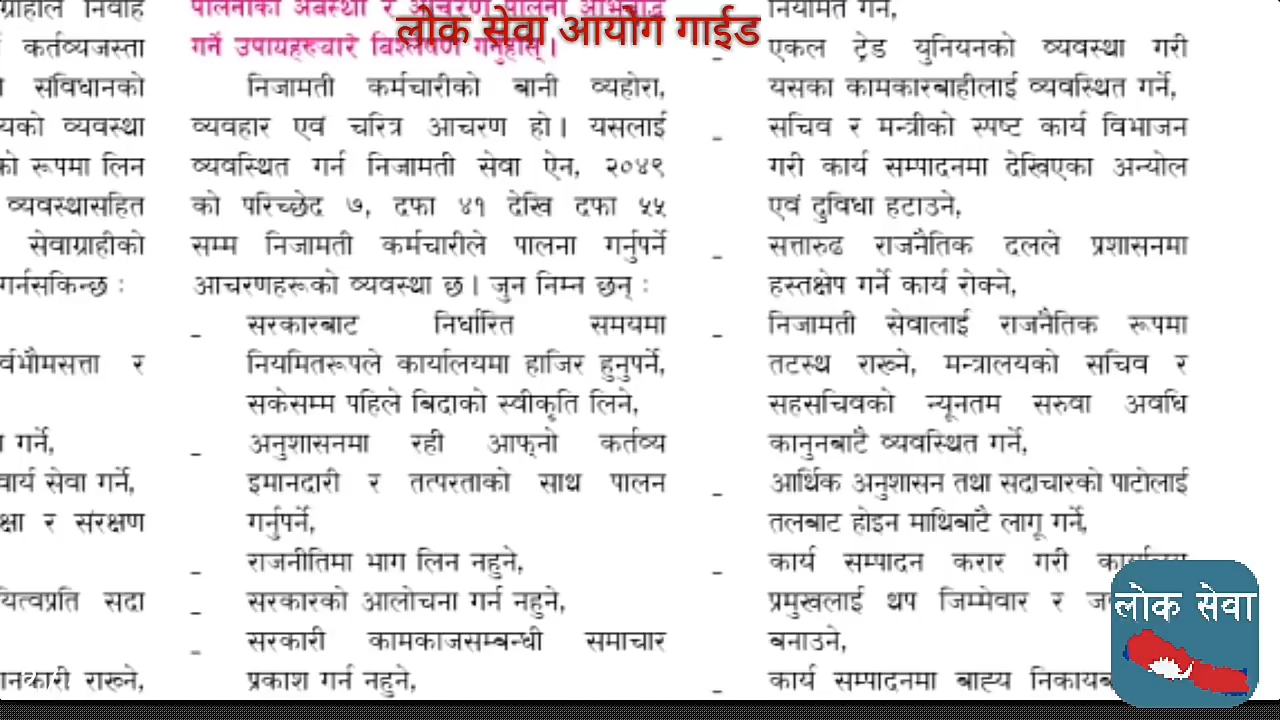 लोक सेवा आयोग गाईड
ग्राहीले निर्वाह
कर्तव्यजस्ता
संविधानको
व्यवस्था
रूपमा लिन
व्यवस्थासहित
सेवाग्राहीको
गर्नसकिन्छ :
र
गर्ने,
सेवा गर्ने,
र संरक्षण
सदा
राख्ने,
पालनाको अवस्था र आचरण पालना
गर्ने उपायहरूबारे विश्लेषण गर्नुहोस् ।
निजामती कर्मचारीको बानी व्यहोरा,
व्यवहार एवं चरित्र आचरण हो । यसलाई
व्यवस्थित गर्न निजामती सेवा ऐन, २०४९
को परिच्छेद ७, दफा ४१ देखि दफा ५५
सम्म निजामती कर्मचारीले पालना गर्नुपर्ने
आचरणहरूको व्यवस्था छ । जुन निम्न छन् :
– सरकारबाट निर्धारित समयमा
नियमितरूपले कार्यालयमा हाजिर हुनुपर्ने,
सकेसम्म पहिले बिदाको स्वीकृति लिने,
– अनुशासनमा रही आफ्नो कर्तव्य
इमानदारी र तत्परताको साथ पालन
गर्नुपर्ने,
– राजनीतिमा भाग लिन नहुने,
– सरकारको आलोचना गर्न नहुने,
– सरकारी कामकाजसम्बन्धी समाचार
प्रकाश गर्न नहुने,
नियमित गर्ने,
– एकल ट्रेड युनियनको व्यवस्था गरी
यसका कामकारबाहीलाई व्यवस्थित गर्ने,
– सचिव र मन्त्रीको स्पष्ट कार्य विभाजन
गरी कार्य सम्पादनमा देखिएका अन्योल
एवं दुविधा हटाउने,
– सत्तारुढ राजनैतिक दलले प्रशासनमा
हस्तक्षेप गर्ने कार्य रोक्ने,
– निजामती सेवालाई राजनैतिक रूपमा
तटस्थ राख्ने, मन्त्रालयको सचिव र
सहसचिवको न्यूनतम सरुवा अवधि
कानुनबाटै व्यवस्थित गर्ने,
– आर्थिक अनुशासन तथा सदाचारको पाटोलाई
तलबाट होइन माथिबाटै लागू गर्ने,
– कार्य सम्पादन करार गरी कार्यालय
प्रमुखलाई थप जिम्मेवार र
बनाउने,
– कार्य सम्पादनमा बाह्य
लोक सेवा